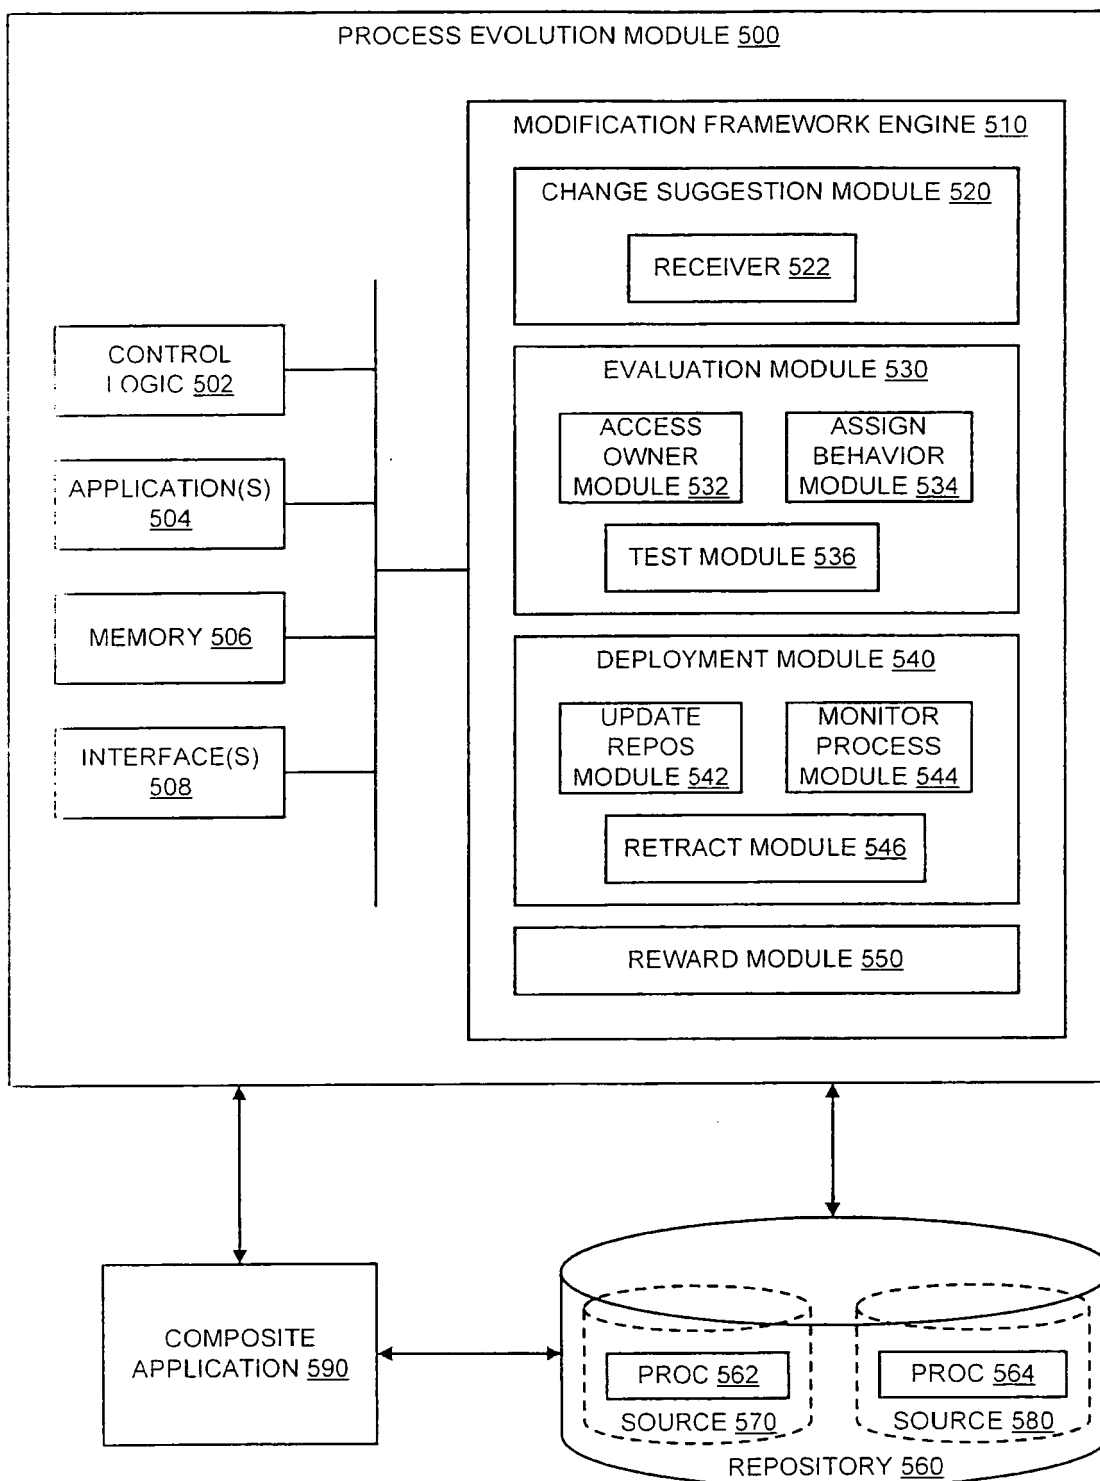 PROCESS EVOLUTION MODULE 500
MODIFICATION FRAMEWORK ENGINE 510
CHANGE SUGGESTION MODULE 520
RECEIVER 522
EVALUATION MODULE 530
ACCESS
OWNER
MODULE 532
ASSIGN
BEHAVIOR
MODULE 534
TEST MODULE 536
DEPLOYMENT MODULE 540
UPDATE
REPOS
MODULE 542
MONITOR
PROCESS
MODULE 544
RETRACT MODULE 546
REWARD MODULE 550
CONTROL
LOGIC 502
APPLICATION(S)
504
MEMORY 506
INTERFACE(S)
508
COMPOSITE
APPLICATION 590
PROC 562
SOURCE 570
PROC 564
SOURCE 580
REPOSITORY 560